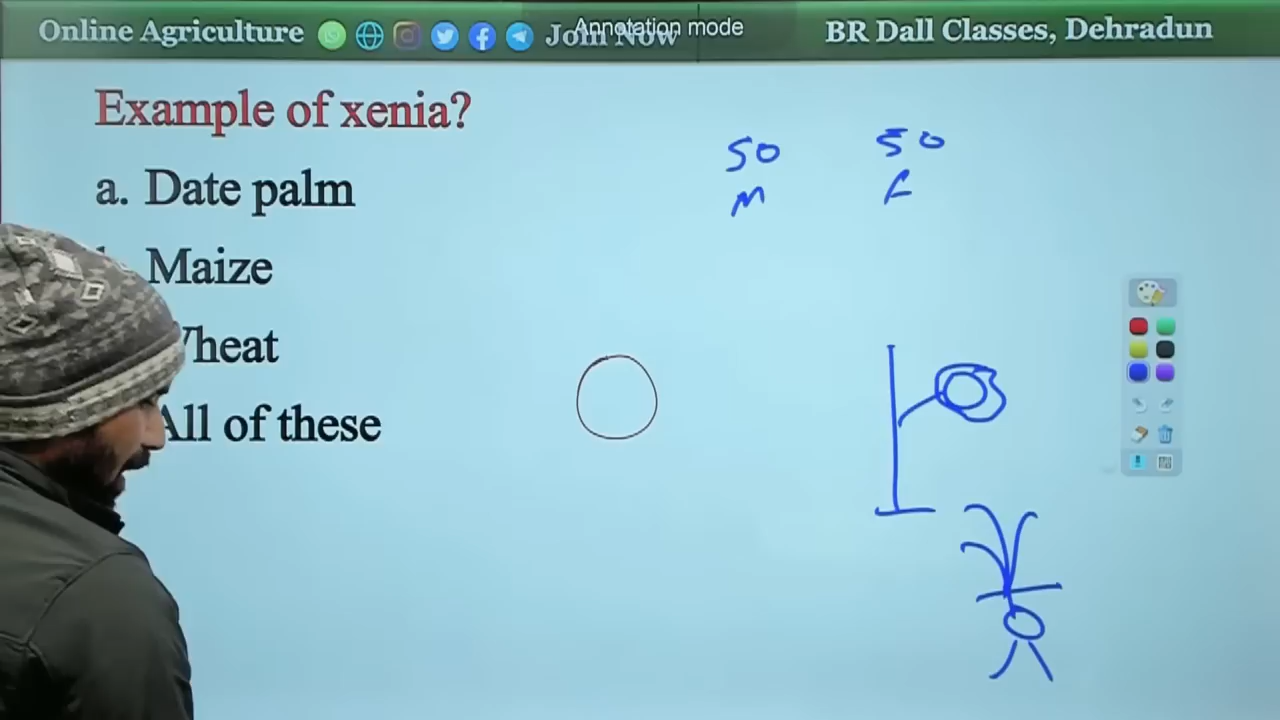 Online Agriculture Join Now BR Dall Classes, Dehradun
Annotation mode
Example of xenia?
a. Date palm
Maize
heat
All of these
50 50
M F